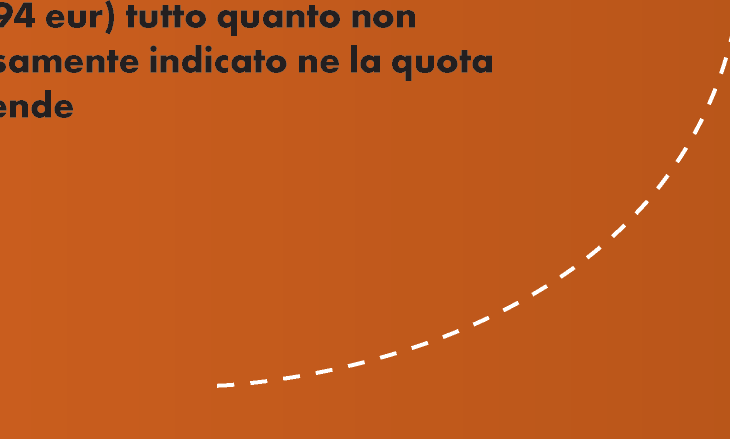 94 eur) tutto quanto non
samente indicato ne la quota
ende